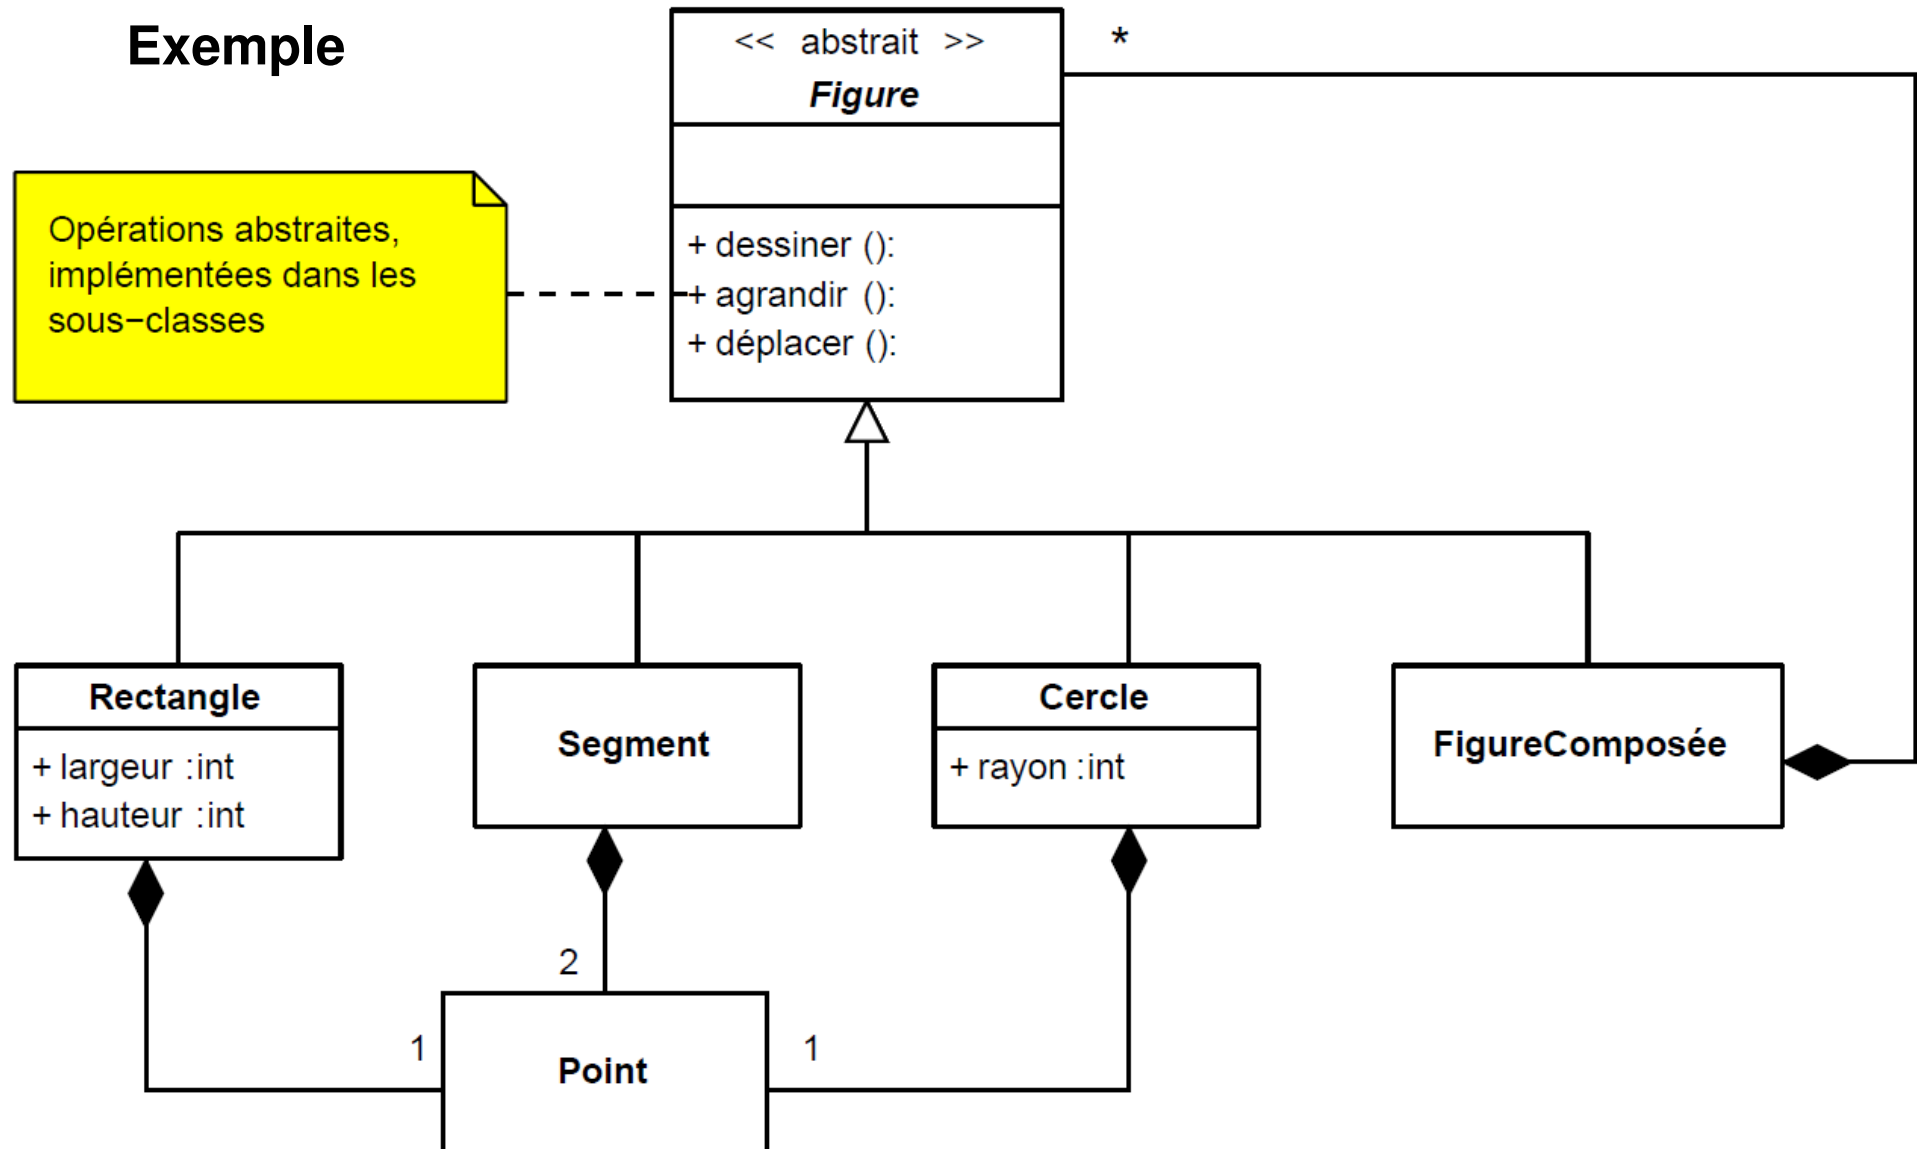 Exemple
<< abstrait >>
*
Figure
Opérations abstraites,
implémentées dans les
sous−classes
+ dessiner ():
+ agrandir ():
+ déplacer ():
Rectangle
+ largeur :int
+ hauteur :int
Segment
Cercle
+ rayon :int
FigureComposée
2
1
1
Point